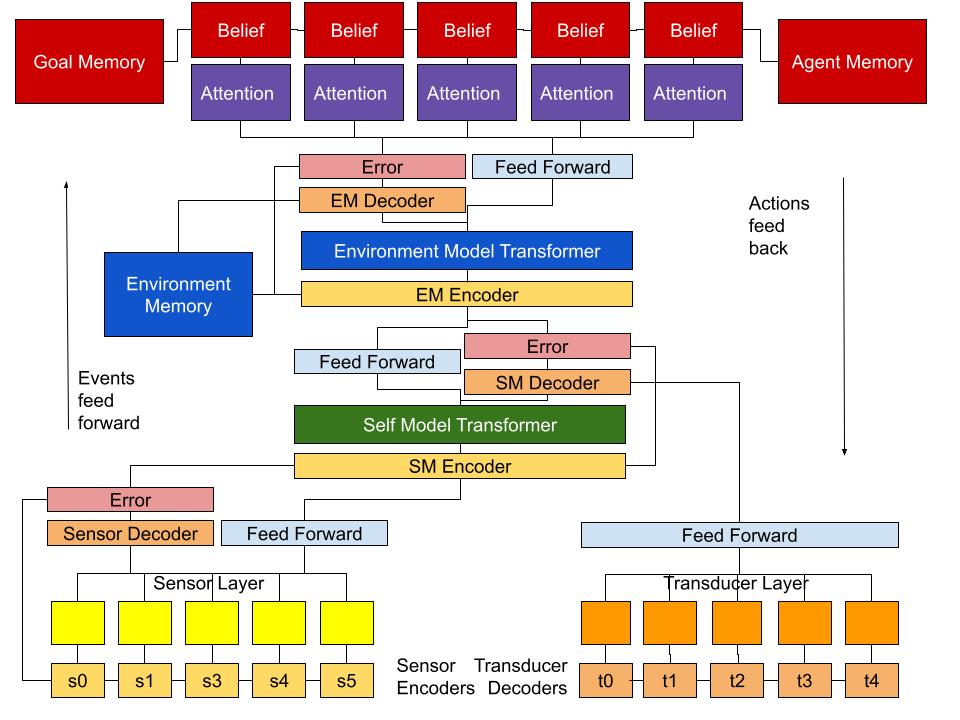 Goal Memory
Belief
Belief
Belief
Belief
Belief
Agent Memory
Attention
Attention
Attention
Attention
Attention
Error
Feed Forward
EM Decoder
Environment Model Transformer
Environment
Memory
EM Encoder
Actions
feed
back
Events
feed
forward
Feed Forward
Error
SM Decoder
Self Model Transformer
SM Encoder
Error
Sensor Decoder
Feed Forward
Feed Forward
Sensor Layer
Transducer Layer
s0
s1
s3
s4
s5
Sensor Transducer
Encoders Decoders
t0
t1
t2
t3
t4